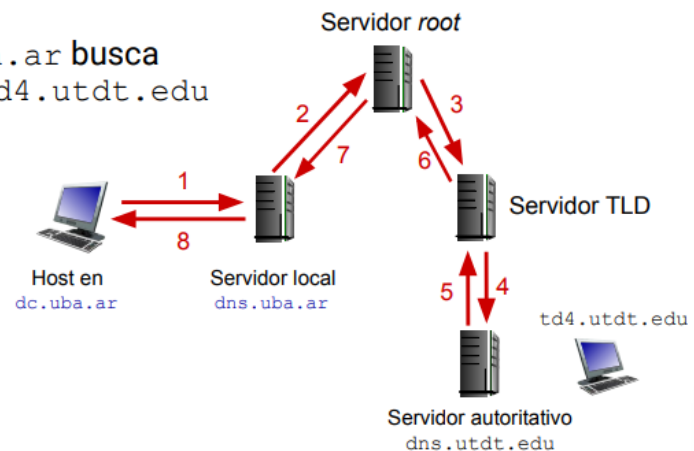 Servidor root
.ar busca
d4.utdt.edu
2
3
7
6
1
8
Servidor TLD
Host en
dc.uba.ar
Servidor local
dns.uba.ar
5
4
td4.utdt.edu
Servidor autoritativo
dns.utdt.edu